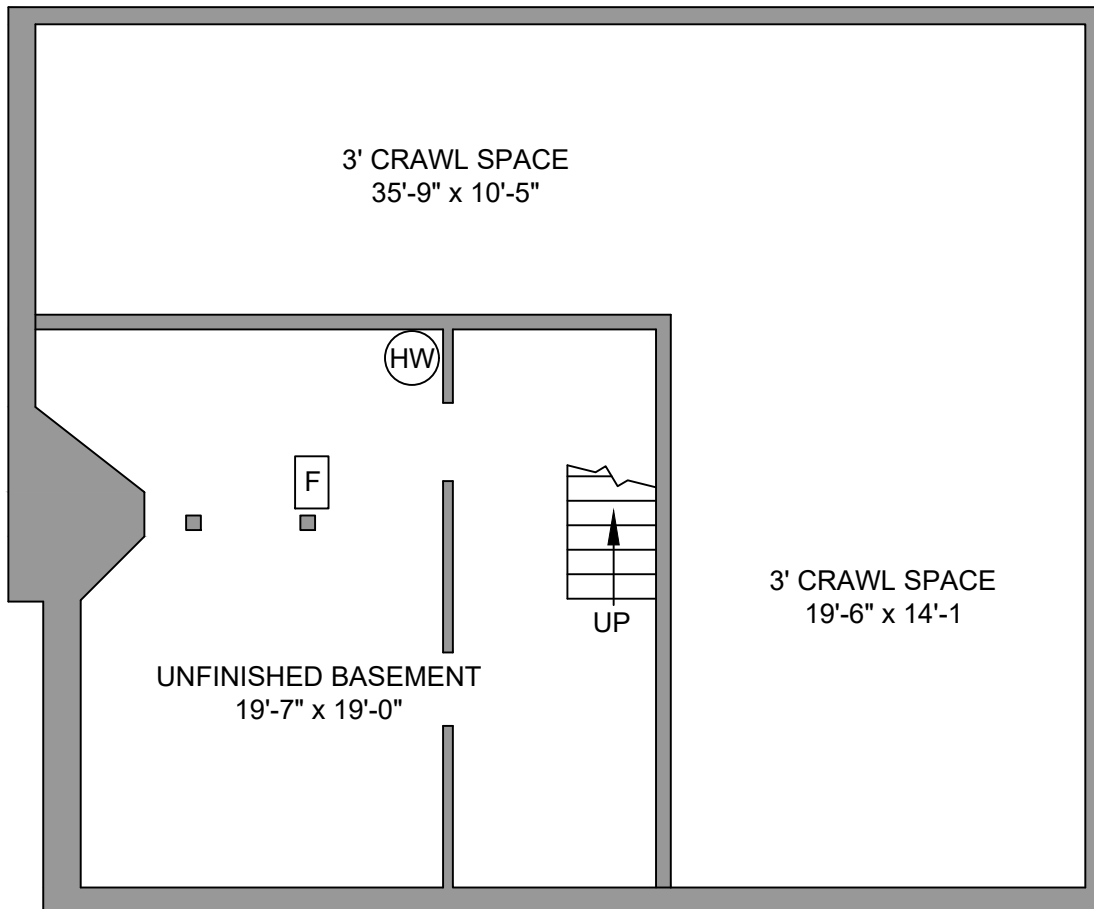 3' CRAWL SPACE
35'-9" x 10'-5"
HW
F
3' CRAWL SPACE
19'-6" x 14'-1
UP
UNFINISHED BASEMENT
19'-7" x 19'-0"